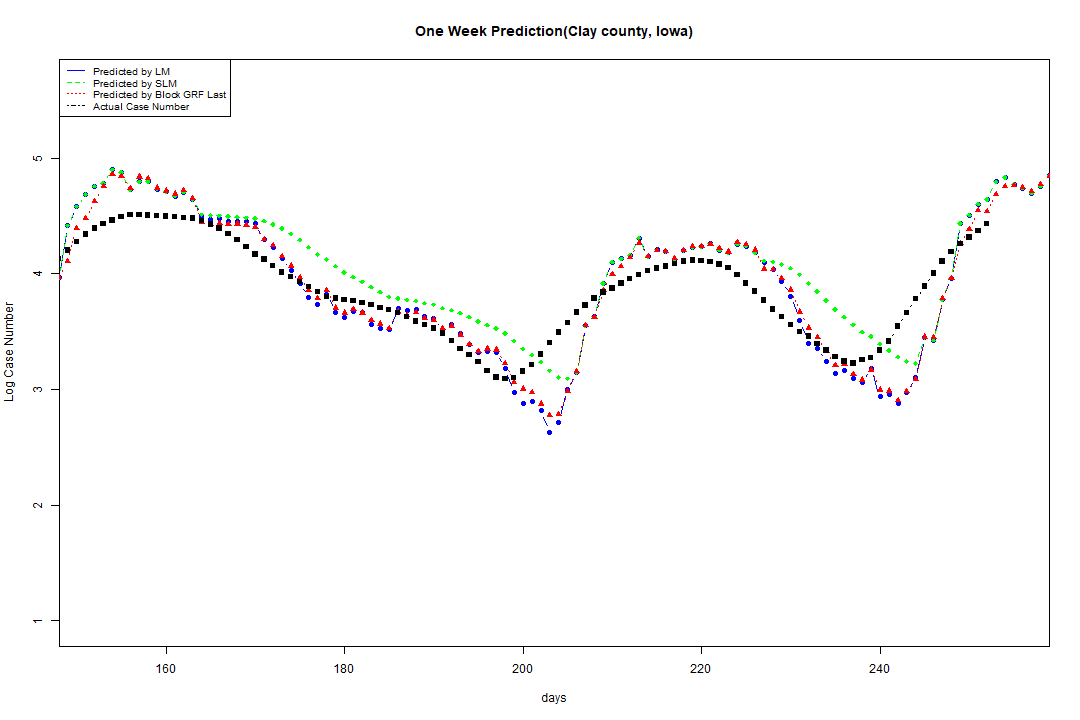 One Week Prediction(Clay county, Iowa)
Predicted by LM
Predicted by SLM
Predicted by Block GRF Last
Actual Case Number
5
4
3
2
1
Log Case Number
160 180 200 220 240
days